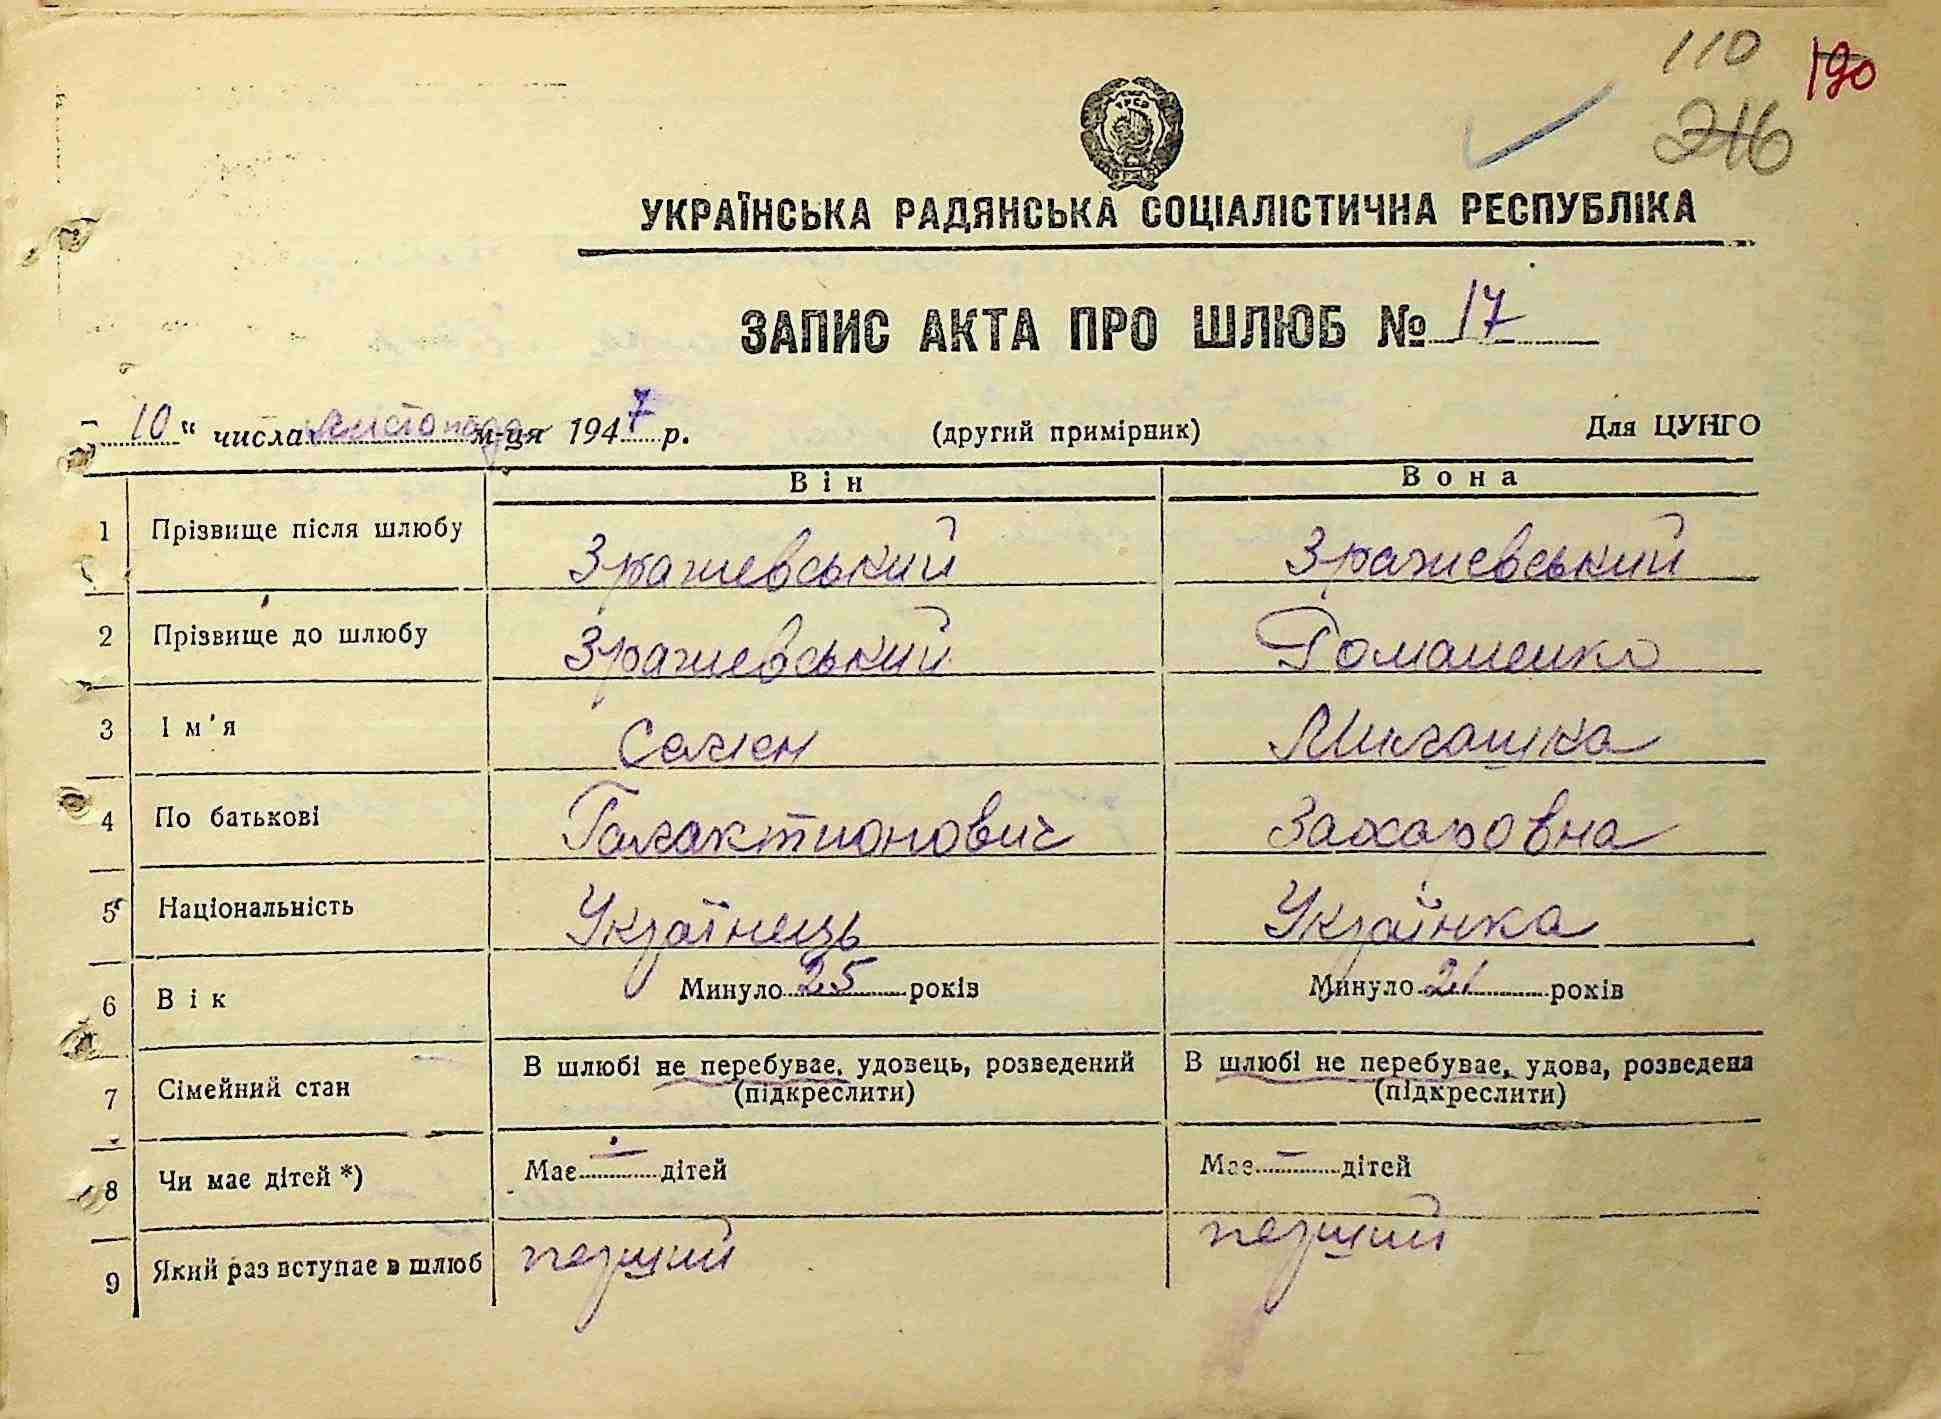 110 190
216
УРСР
УКРАЇНСЬКА РАДЯНСЬКА СОЦІАЛІСТИЧНА РЕСПУБЛІКА
ЗАПИС АКТА ПРО ШЛЮБ № 17
10 " числа листопада м-ця 1947 р. (другий примірник) Для ЦУНГО
Він Вона
1 Прізвище після шлюбу Зражевський Зражевський
2 Прізвище до шлюбу Зражевський Романенко
3 Ім'я Семен
4 По батькові Галактионович Захаровна
5 Національність Українець Українка
6 Вік Минуло 25 років Минуло 21 років
7 Сімейний стан В шлюбі не перебуває, удовець, розведений В шлюбі не перебуває, удова, розведена
(підкреслити) (підкреслити)
8 Чи має дітей *) Має — дітей Має — дітей
9 Який раз вступає в шлюб перший перший